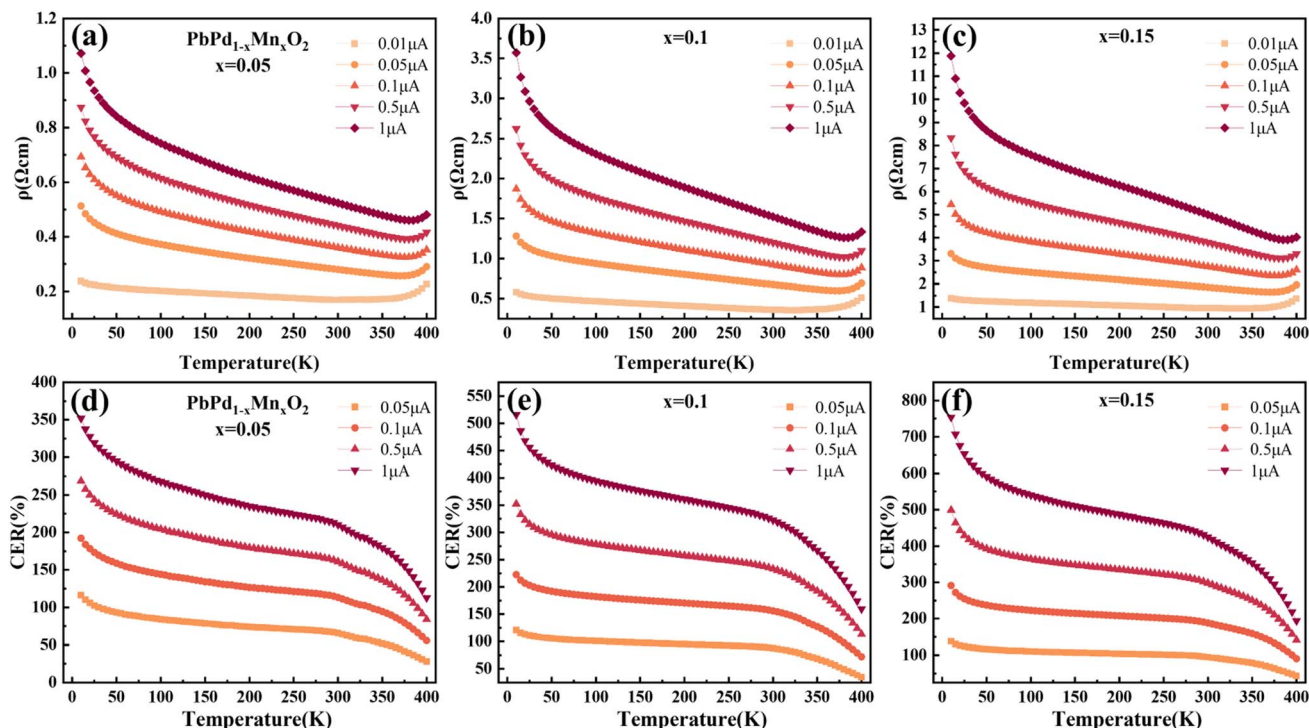 (a)
PbPd1-xMnxO2
x=0.05
0.01μA
0.05μA
0.1μA
0.5μA
1μA
ρ(Ωcm)
1.2
1.0
0.8
0.6
0.4
0.2
0 50 100 150 200 250 300 350 400
Temperature(K)
(b)
x=0.1
0.01μA
0.05μA
0.1μA
0.5μA
1μA
ρ(Ωcm)
4.0
3.5
3.0
2.5
2.0
1.5
1.0
0.5
0 50 100 150 200 250 300 350 400
Temperature(K)
(c)
x=0.15
0.01μA
0.05μA
0.1μA
0.5μA
1μA
ρ(Ωcm)
13
12
11
10
9
8
7
6
5
4
3
2
1
0 50 100 150 200 250 300 350 400
Temperature(K)
(d)
PbPd1-xMnxO2
x=0.05
0.05μA
0.1μA
0.5μA
1μA
CER(%)
400
350
300
250
200
150
100
50
0
0 50 100 150 200 250 300 350 400
Temperature(K)
(e)
x=0.1
0.05μA
0.1μA
0.5μA
1μA
CER(%)
550
500
450
400
350
300
250
200
150
100
50
0 50 100 150 200 250 300 350 400
Temperature(K)
(f)
x=0.15
0.05μA
0.1μA
0.5μA
1μA
CER(%)
800
700
600
500
400
300
200
100
0 50 100 150 200 250 300 350 400
Temperature(K)